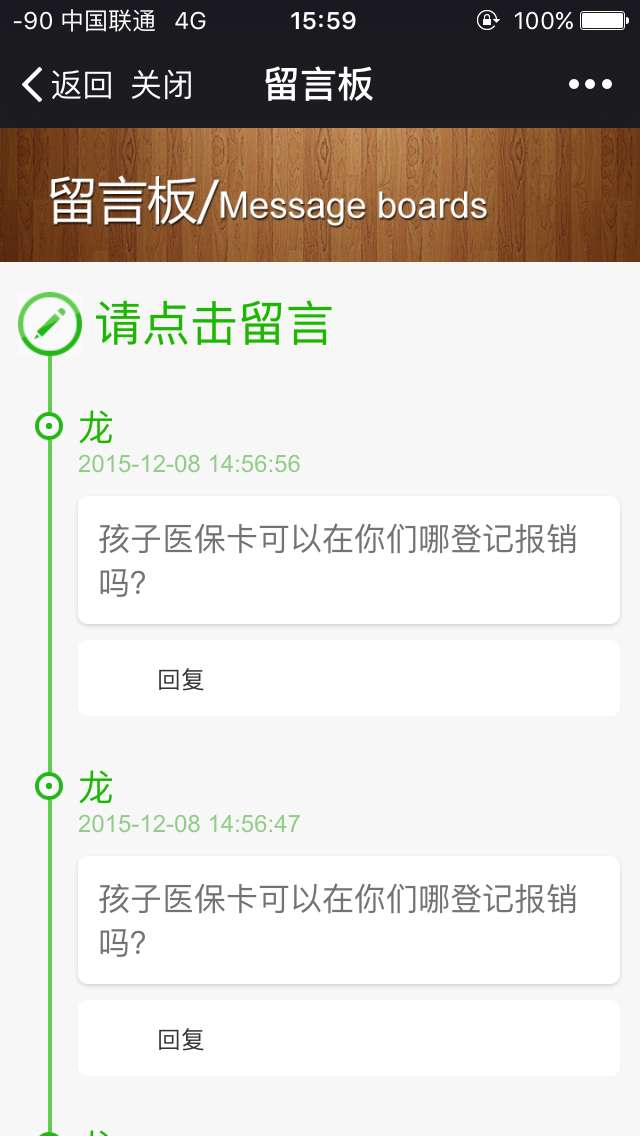 -90 中国联通 4G 15:59 100%
返回 关闭 留言板
留言板/Message boards
请点击留言
龙
2015-12-08 14:56:56
孩子医保卡可以在你们哪登记报销
吗?
回复
龙
2015-12-08 14:56:47
孩子医保卡可以在你们哪登记报销
吗?
回复